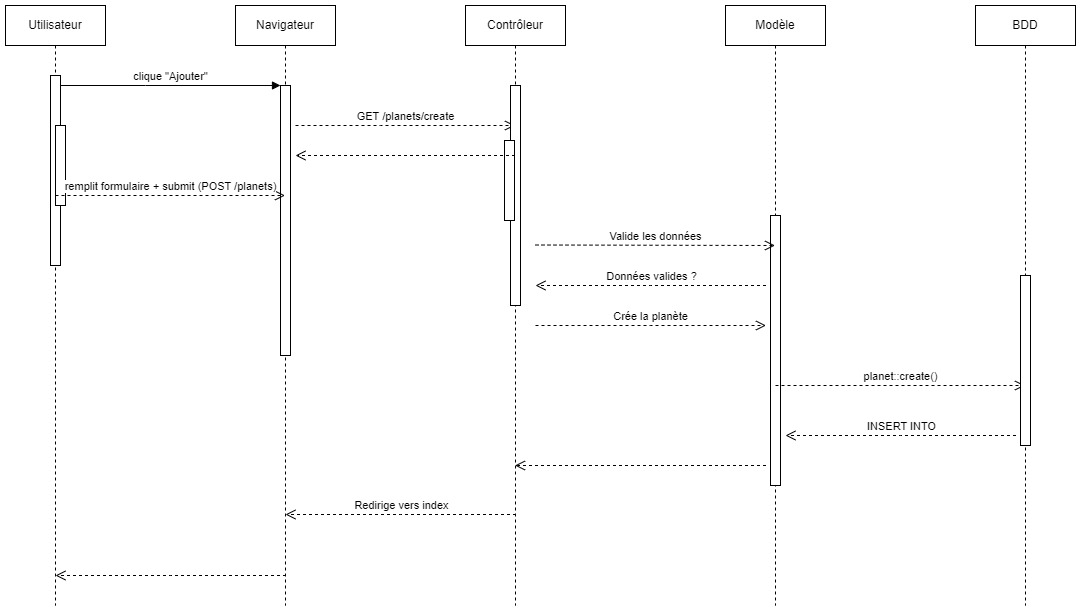 Utilisateur
Navigateur
Contrôleur
Modèle
BDD
clique "Ajouter"
GET /planets/create
remplit formulaire + submit (POST /planets)
Valide les données
Données valides ?
Crée la planète
planet::create()
INSERT INTO
Redirige vers index